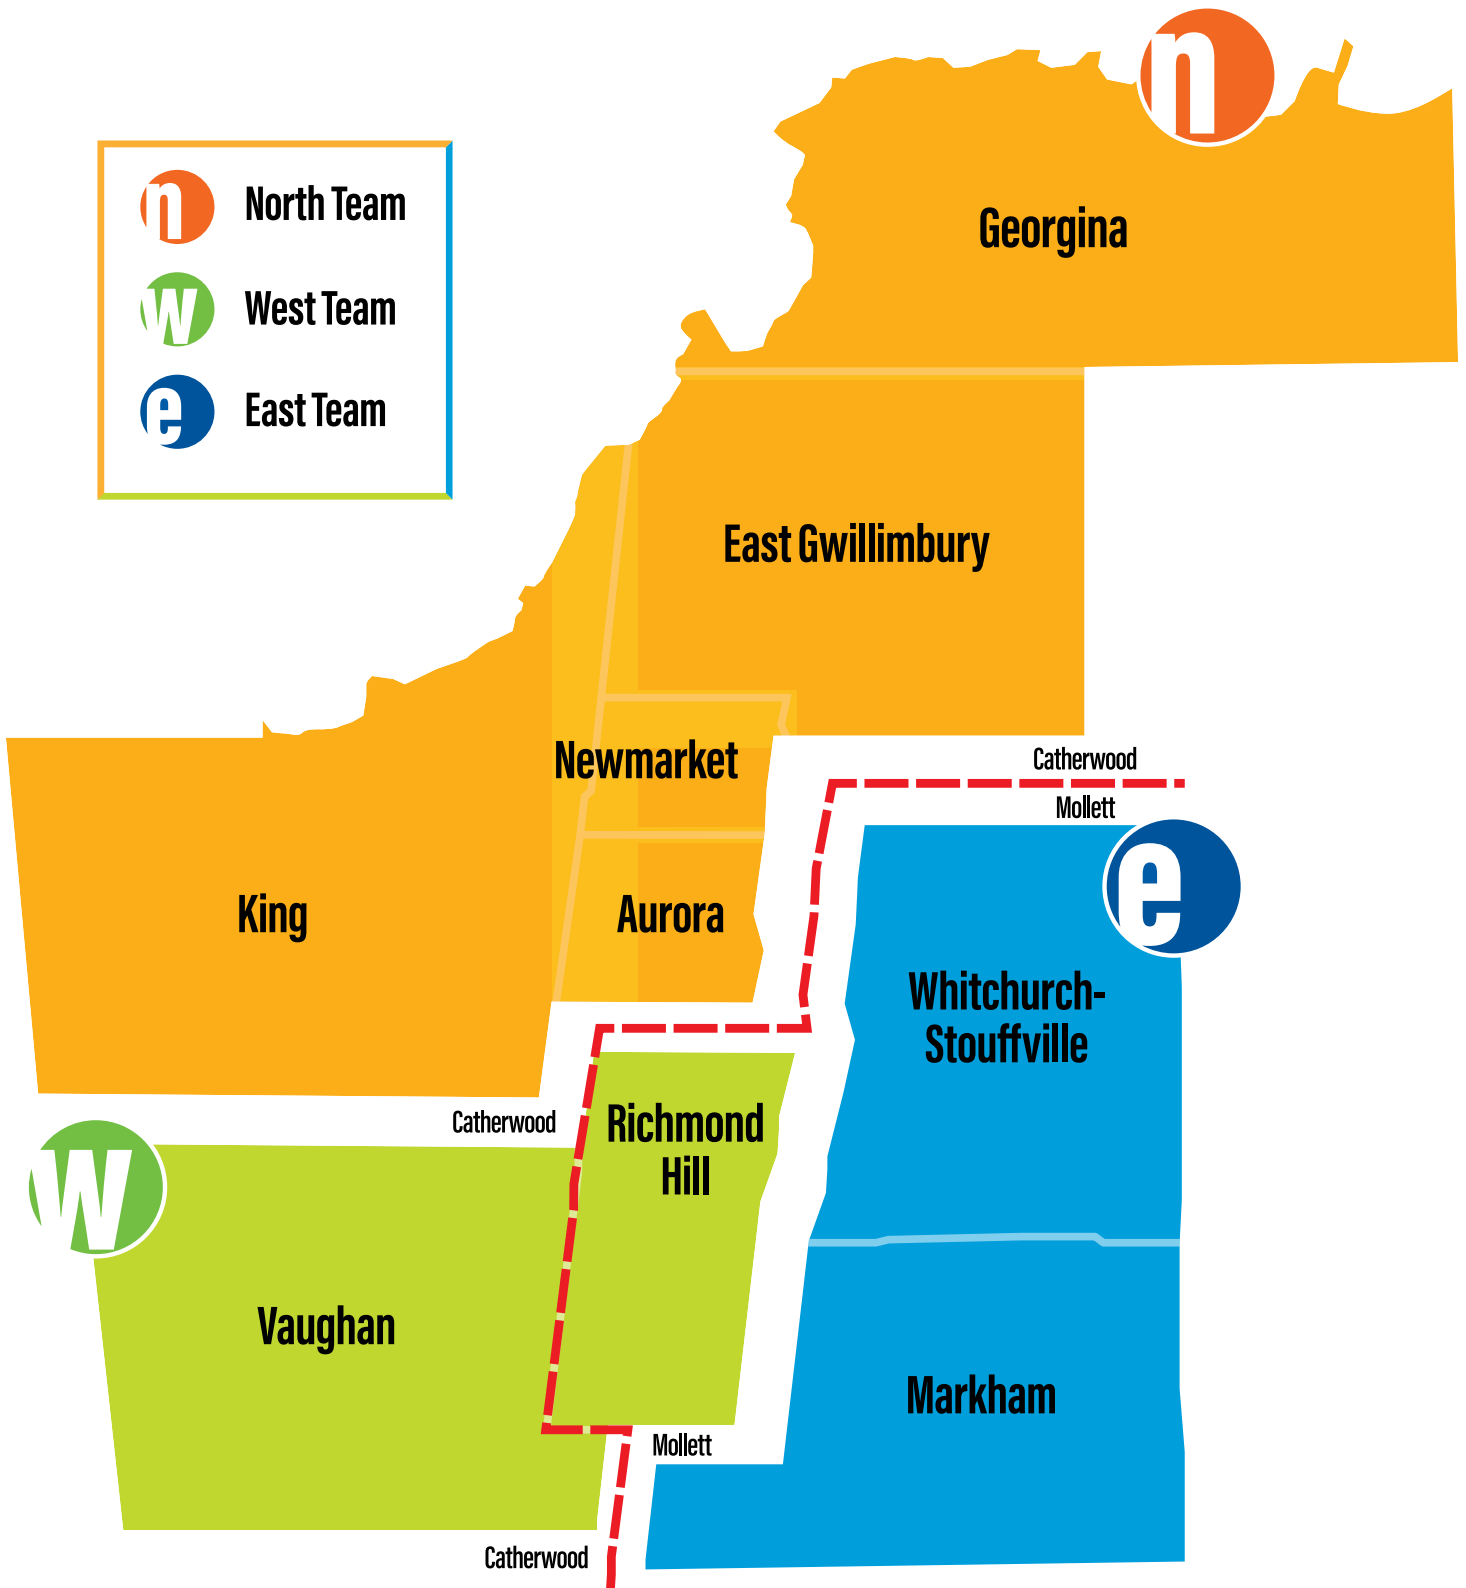 n
Georgina
n North Team
w West Team
e East Team
East Gwillimbury
Newmarket
Catherwood
Mollett
e
King
Aurora
Whitchurch-
Stouffville
Catherwood
Richmond
Hill
w
Vaughan
Markham
Mollett
Catherwood